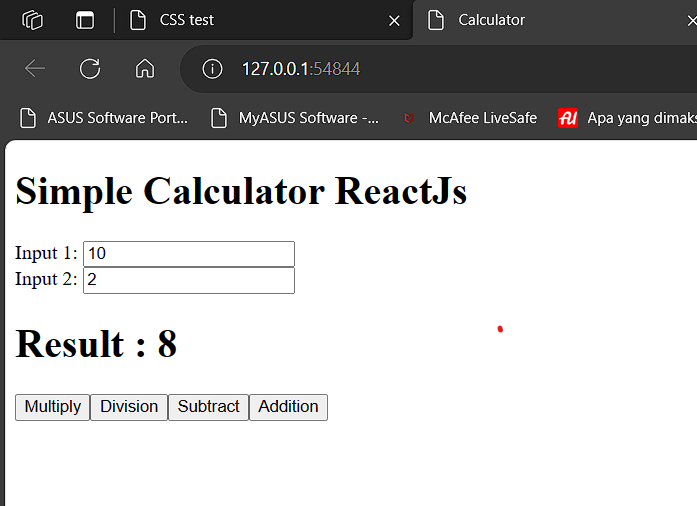 CSS test
Calculator
127.0.0.1:54844
ASUS Software Port...
MyASUS Software -...
McAfee LiveSafe
Apa yang dimaks
Simple Calculator ReactJs
Input 1: 10
Input 2: 2
Result : 8
Multiply Division Subtract Addition